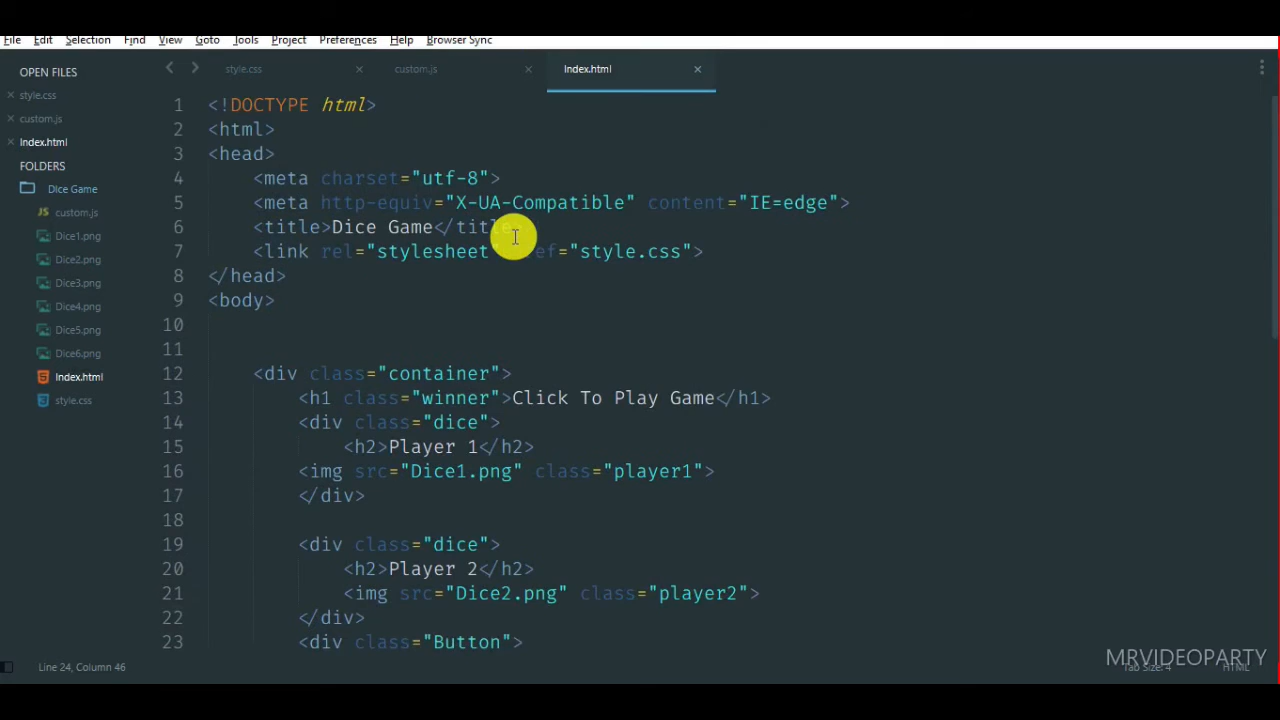 File Edit Selection Find View Goto Tools Project Preferences Help Browser Sync
OPEN FILES
style.css
custom.js
Index.html
FOLDERS
Dice Game
custom.js
Dice1.png
Dice2.png
Dice3.png
Dice4.png
Dice5.png
Dice6.png
Index.html
style.css
style.css custom.js Index.html
1 <!DOCTYPE html>
2 <html>
3 <head>
4 <meta charset="utf-8">
5 <meta http-equiv="X-UA-Compatible" content="IE=edge">
6 <title>Dice Game</title>
7 <link rel="stylesheet" href="style.css">
8 </head>
9 <body>
10
11
12 <div class="container">
13 <h1 class="winner">Click To Play Game</h1>
14 <div class="dice">
15 <h2>Player 1</h2>
16 <img src="Dice1.png" class="player1">
17 </div>
18
19 <div class="dice">
20 <h2>Player 2</h2>
21 <img src="Dice2.png" class="player2">
22 </div>
23 <div class="Button">
Line 24, Column 46
MRVIDEOPARTY
Tab Size: 4 HTML